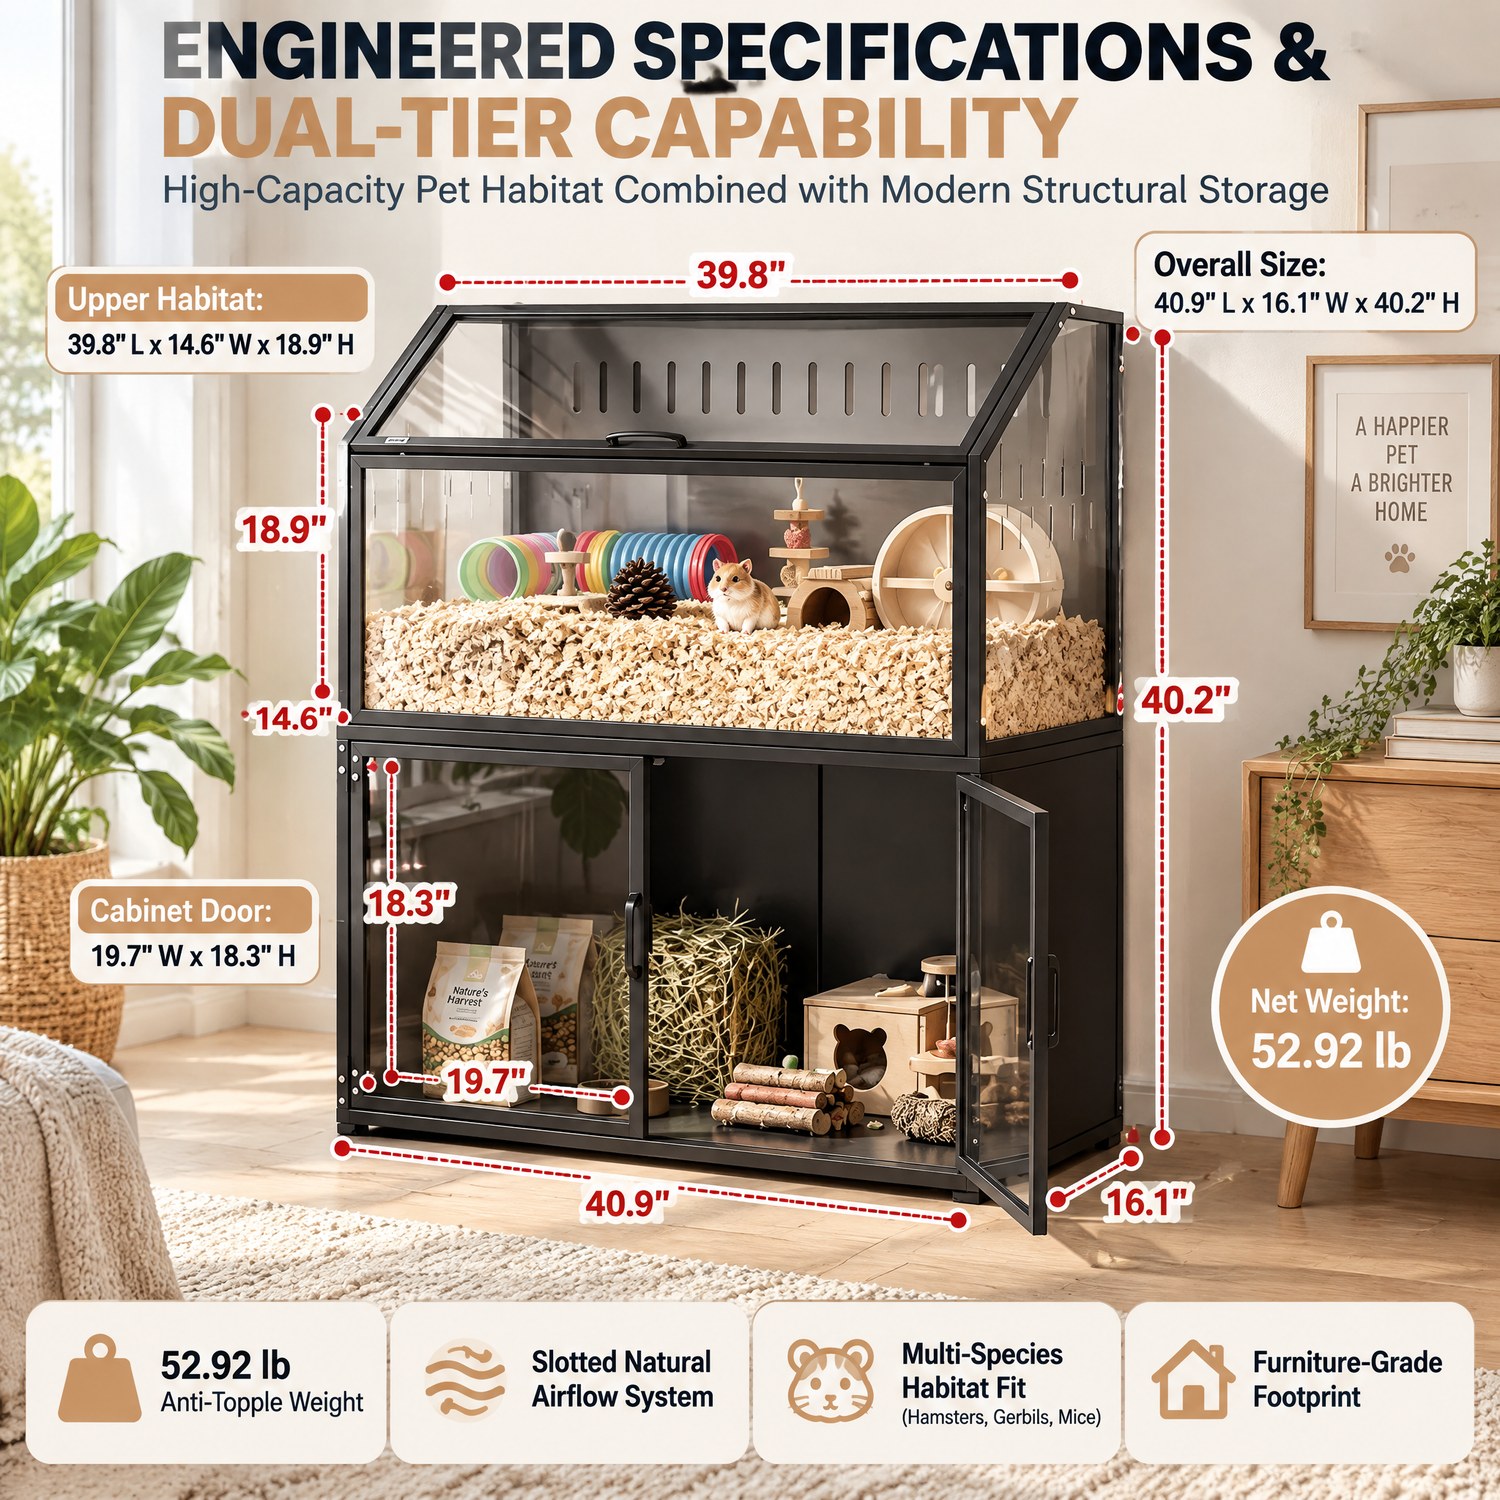 ENGINEERED SPECIFICATIONS &
DUAL-TIER CAPABILITY
High-Capacity Pet Habitat Combined with Modern Structural Storage
39.8"
Overall Size:
40.9" L x 16.1" W x 40.2" H
Upper Habitat:
39.8" L x 14.6" W x 18.9" H
A HAPPIER
PET
A BRIGHTER
HOME
18.9"
14.6"
40.2"
18.3"
Cabinet Door:
19.7" W x 18.3" H
Nature's
Harvest
Net Weight:
52.92 lb
19.7"
40.9"
16.1"
52.92 lb
Anti-Topple Weight
Slotted Natural
Airflow System
Multi-Species
Habitat Fit
(Hamsters, Gerbils, Mice)
Furniture-Grade
Footprint